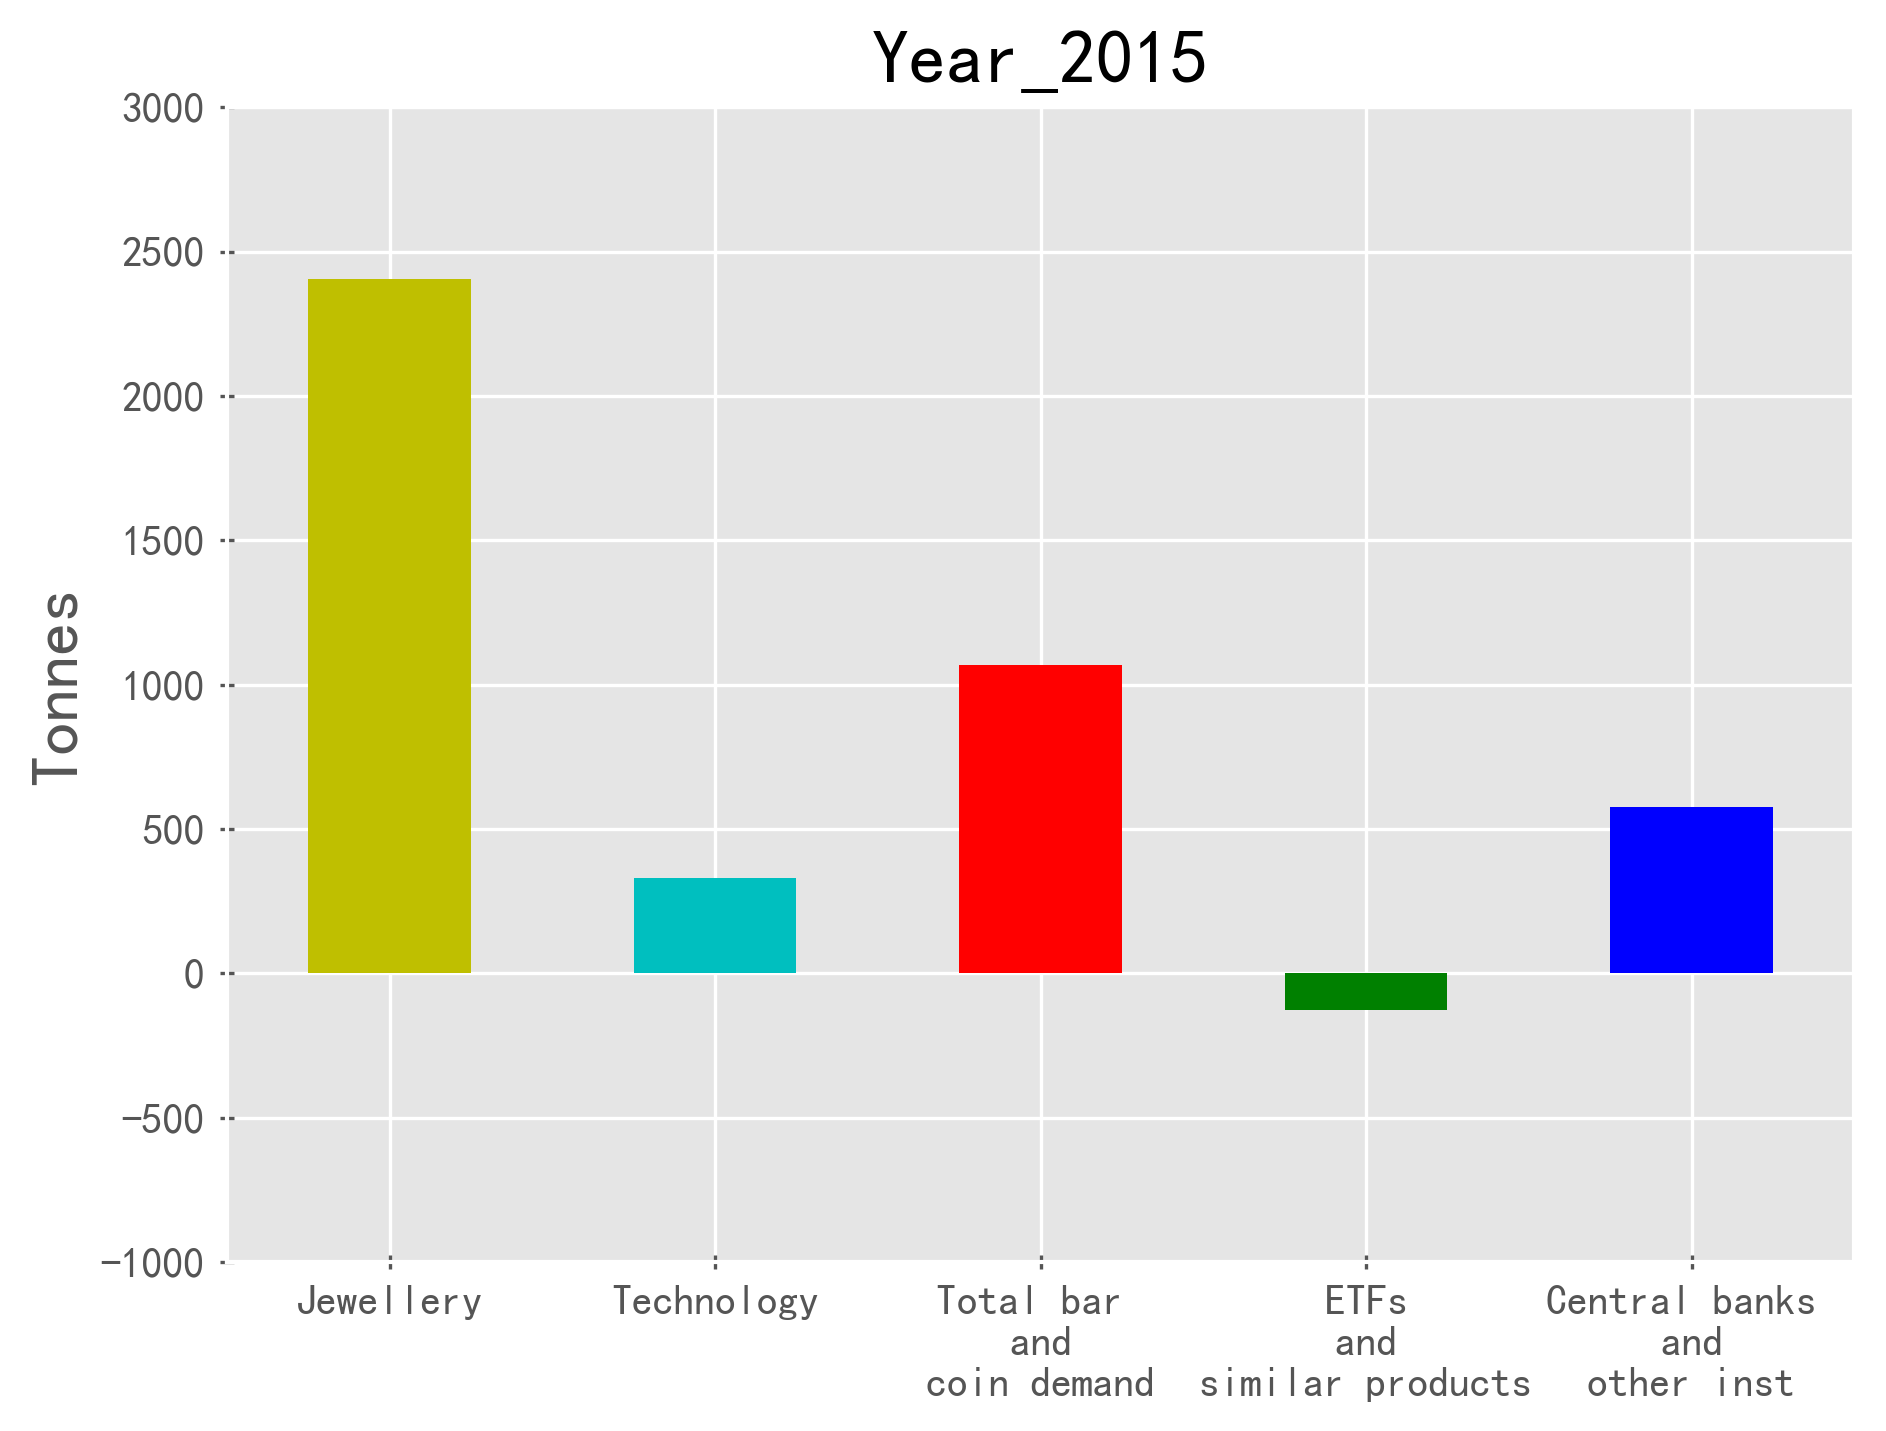 Year_2015
3000
2500
2000
1500
1000
500
0
−500
−1000
Tonnes
Jewellery
Technology
Total bar
and
coin demand
ETFs
and
similar products
Central banks
and
other inst